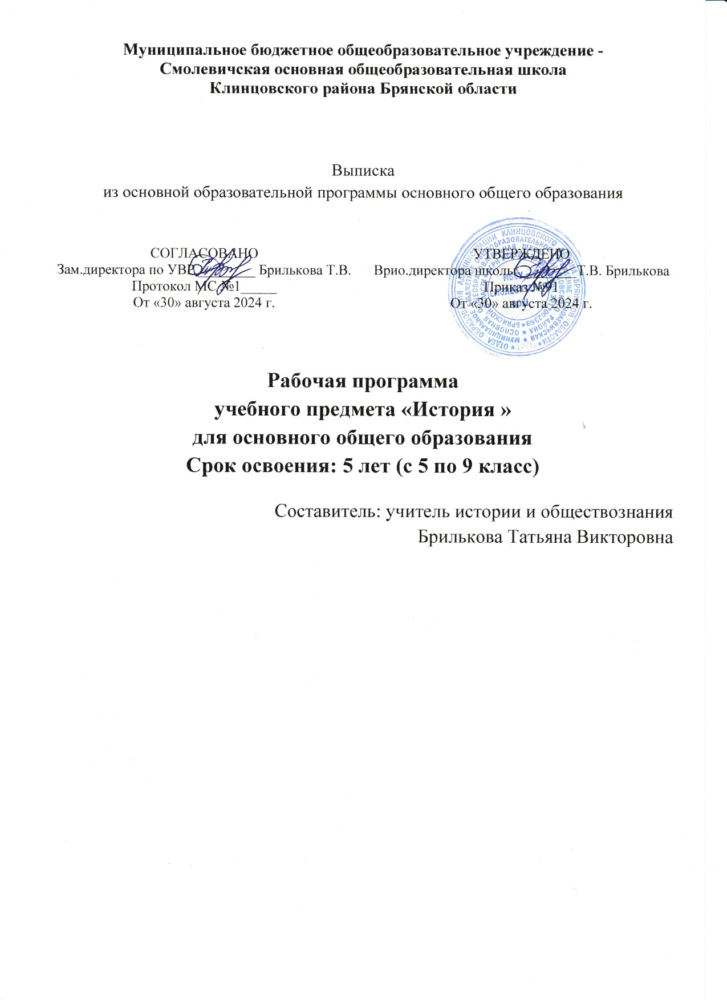 Муниципальное бюджетное общеобразовательное учреждение -
Смолевичская основная общеобразовательная школа
Клинцовского района Брянской области
Выписка
из основной образовательной программы основного общего образования
СОГЛАСОВАНО
Зам.директора по УВР________ Брилькова Т.В.
Протокол МС №1_____
От «30» августа 2024 г.
УТВЕРЖДЕНО
Врио.директора школы________Т.В. Брилькова
Приказ №91
От «30» августа 2024 г.
Рабочая программа
учебного предмета «История »
для основного общего образования
Срок освоения: 5 лет (с 5 по 9 класс)
Составитель: учитель истории и обществознания
Брилькова Татьяна Викторовна